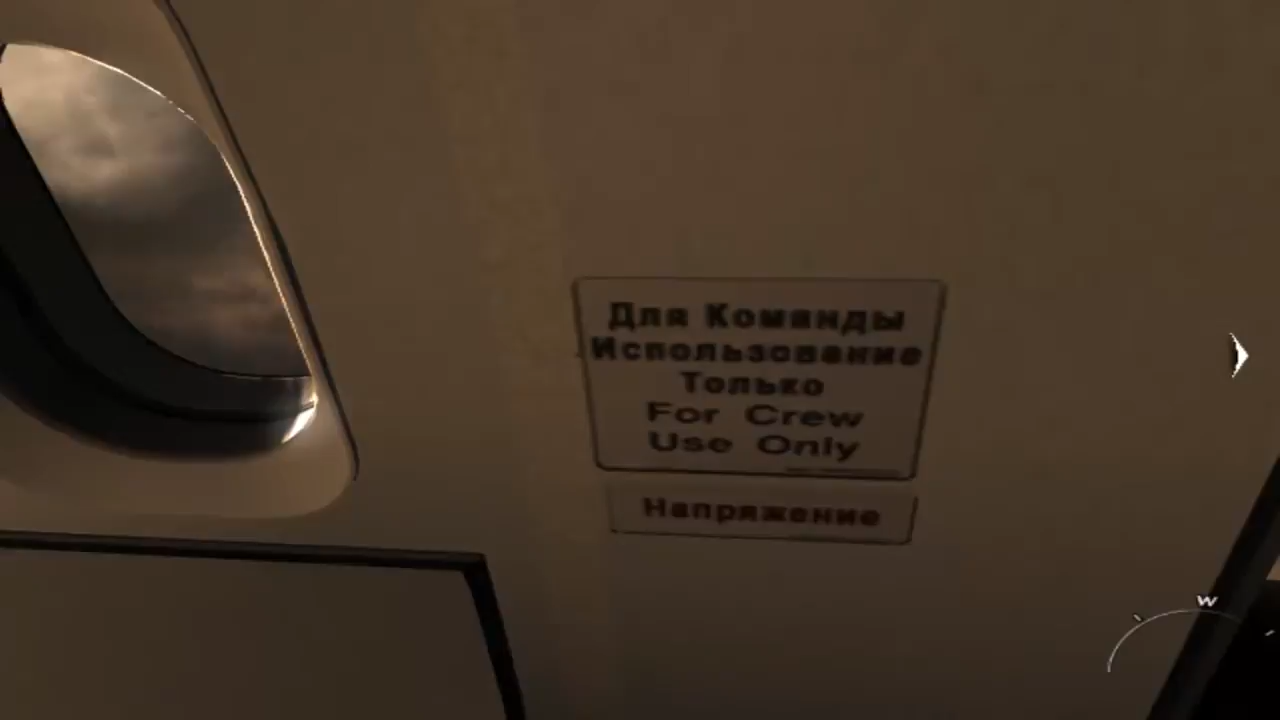 Для Команды
Использование
Только
For Crew
Use Only
Напряжение
W